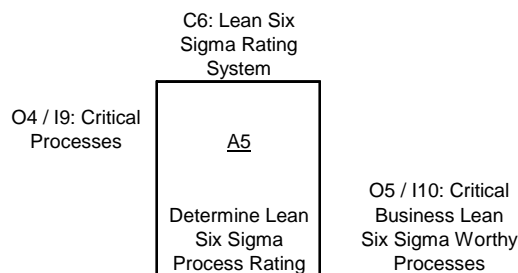 C6: Lean Six
Sigma Rating
System
O4 / I9: Critical
Processes
A5
Determine Lean
Six Sigma
Process Rating
O5 / I10: Critical
Business Lean
Six Sigma Worthy
Processes